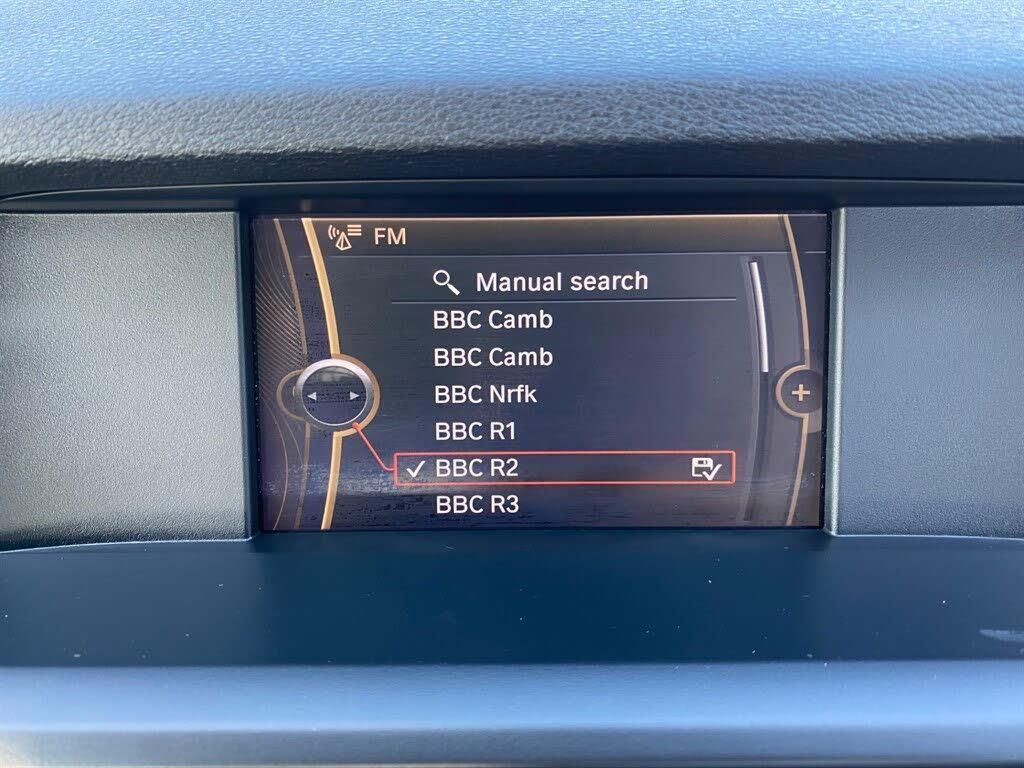 FM
Manual search
BBC Camb
BBC Camb
BBC Nrfk
BBC R1
BBC R2
BBC R3